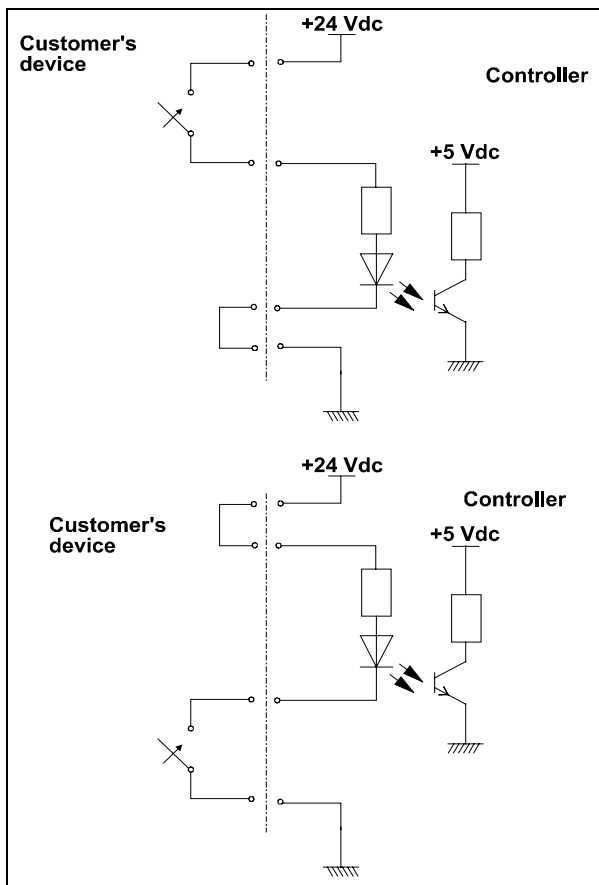 +24 Vdc
Customer's
device
Controller
+5 Vdc
+24 Vdc
Controller
Customer's
device
+5 Vdc